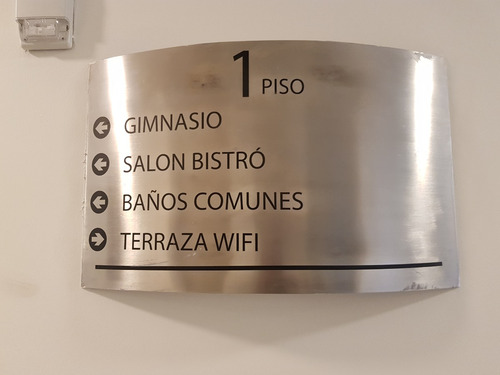 1 PISO
GIMNASIO
SALON BISTRÓ
BAÑOS COMUNES
TERRAZA WIFI